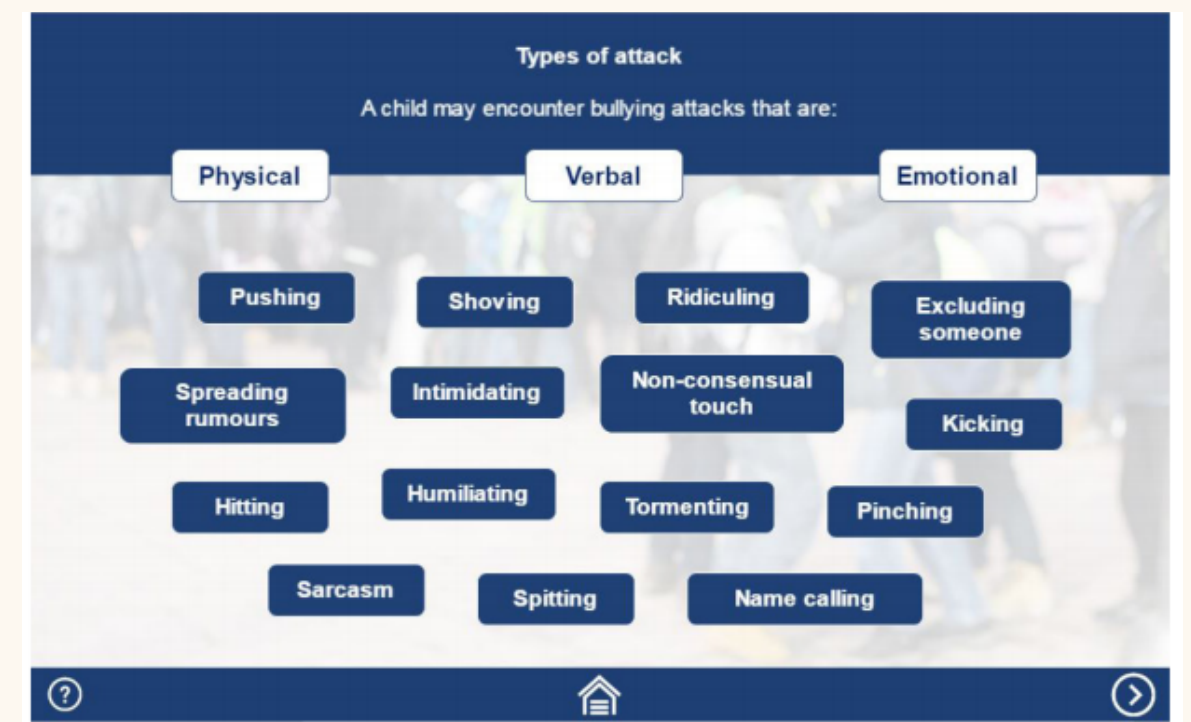 Types of attack
A child may encounter bullying attacks that are:
Physical
Verbal
Emotional
Pushing
Shoving
Ridiculing
Excluding
someone
Spreading
rumours
Intimidating
Non-consensual
touch
Kicking
Hitting
Humiliating
Tormenting
Pinching
Sarcasm
Spitting
Name calling
?